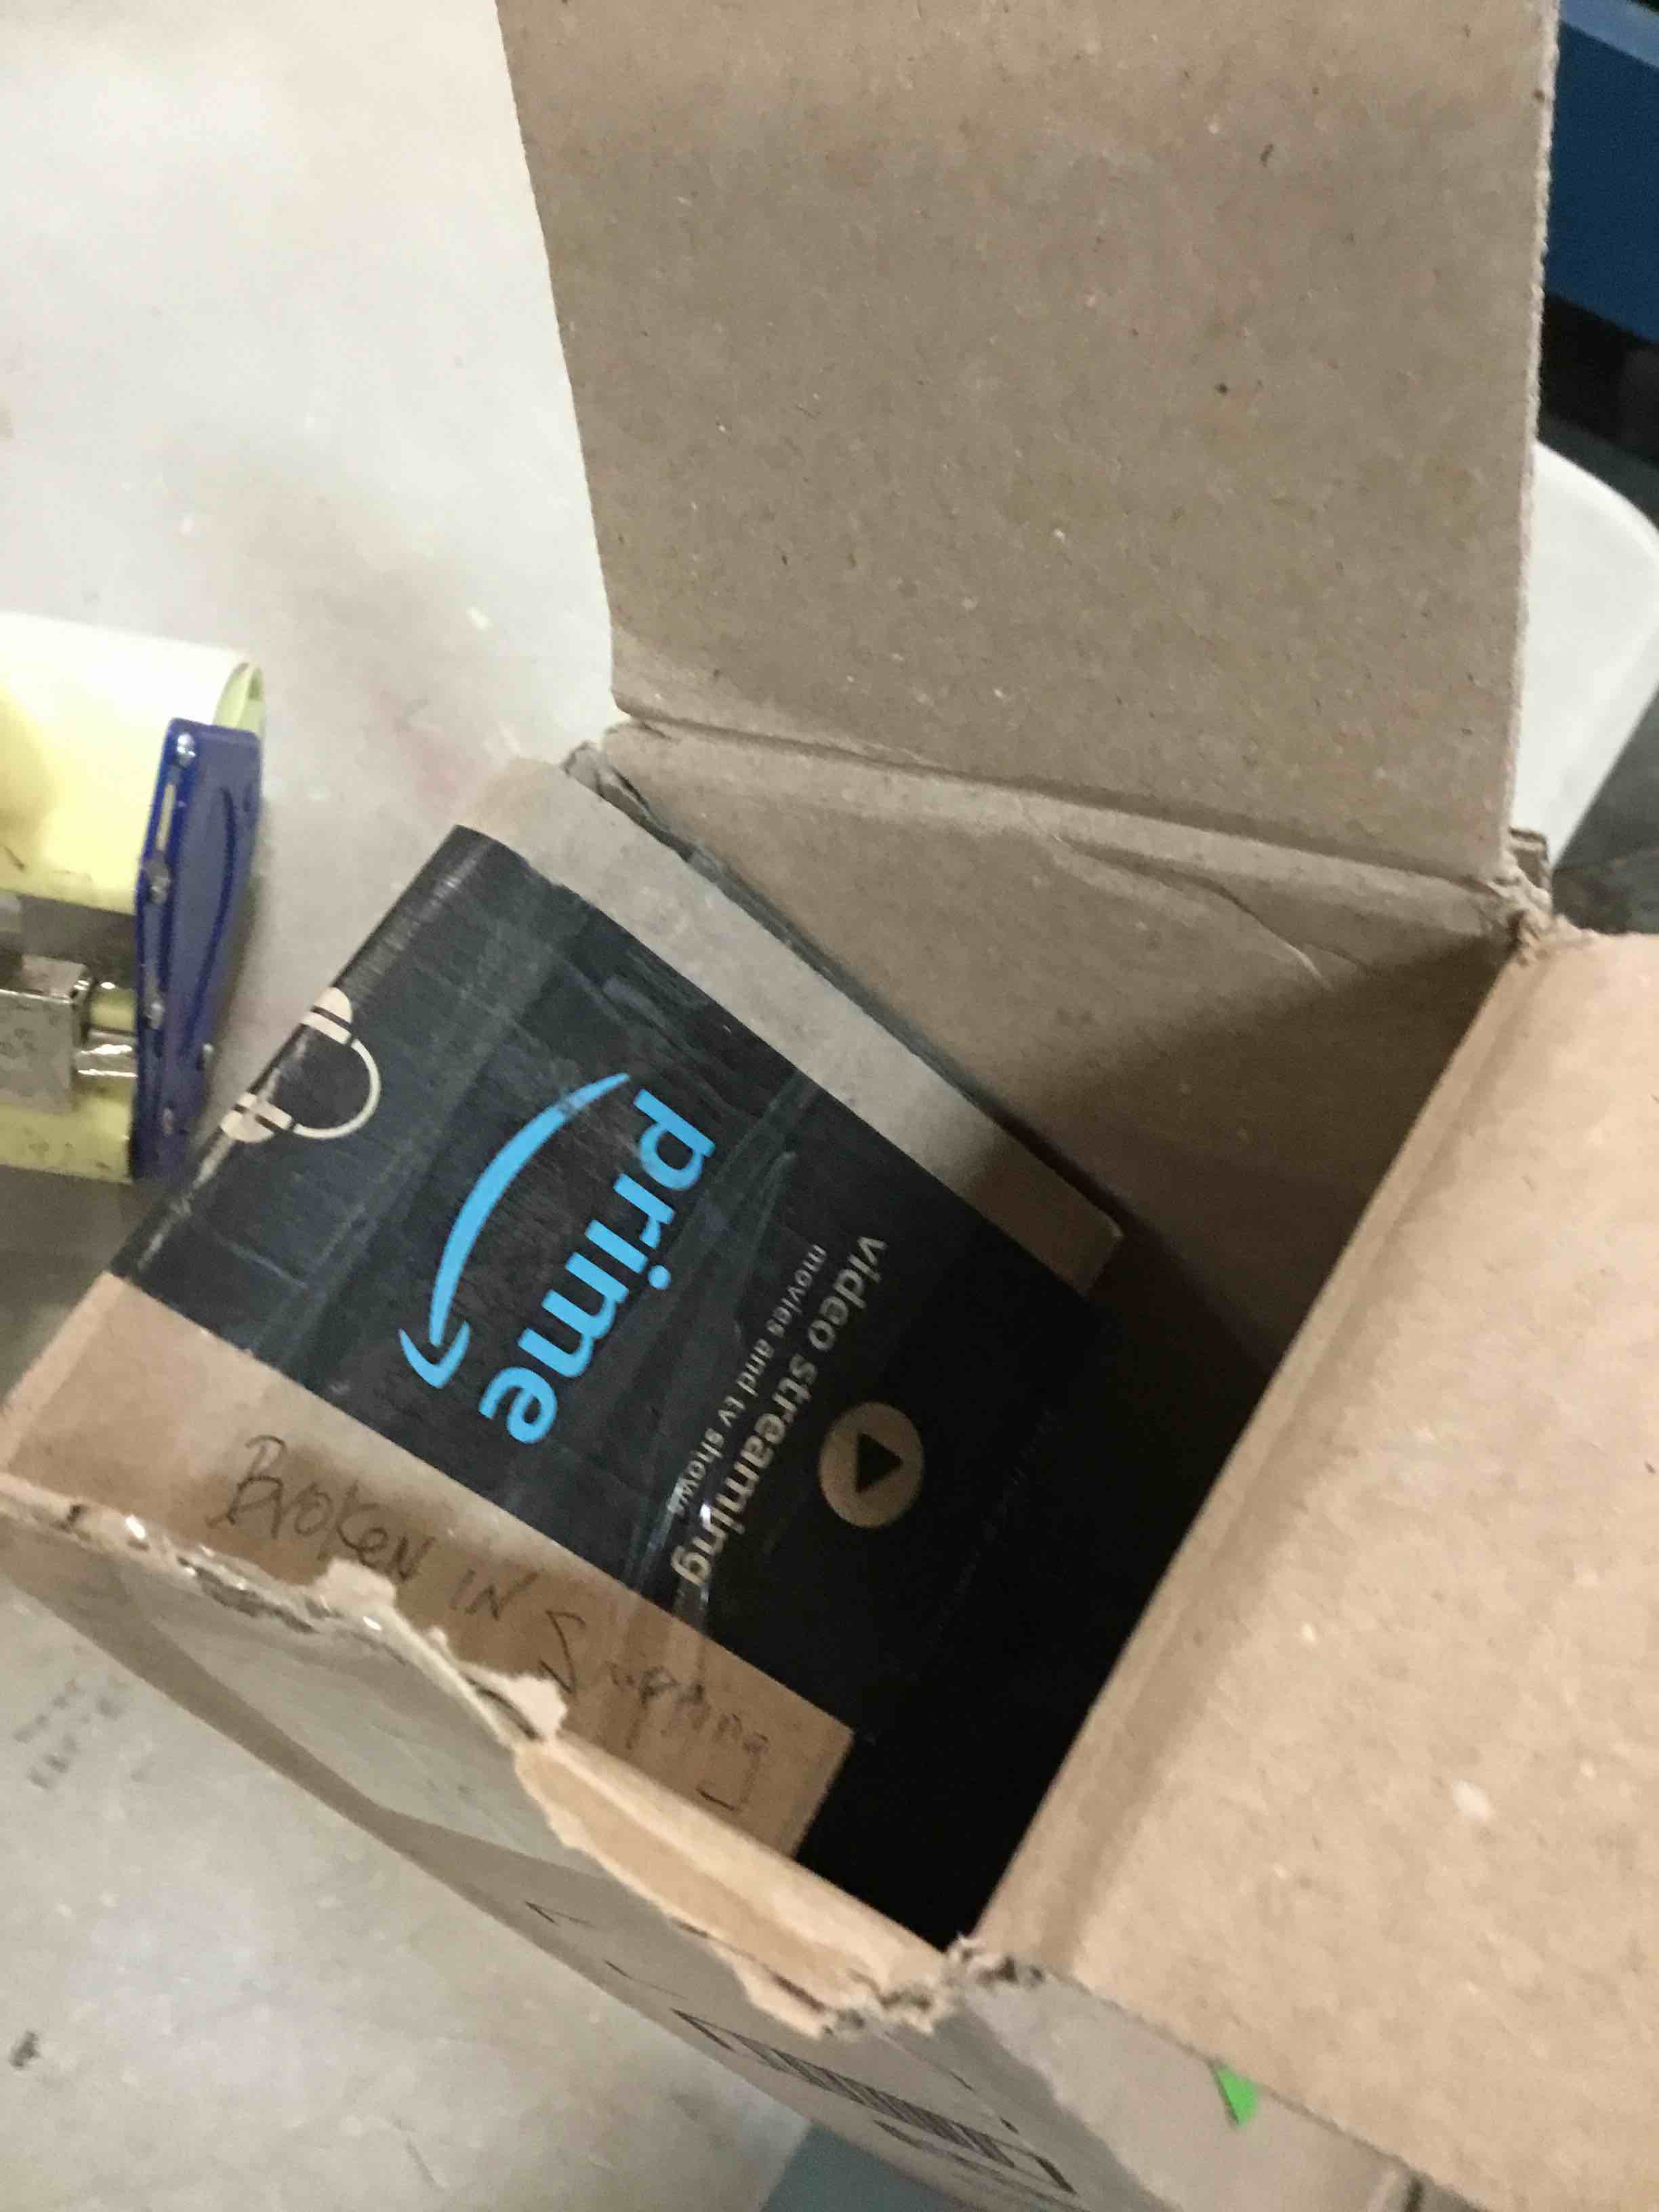 prime
video streaming
movies and tv shows
Broken in Shipping